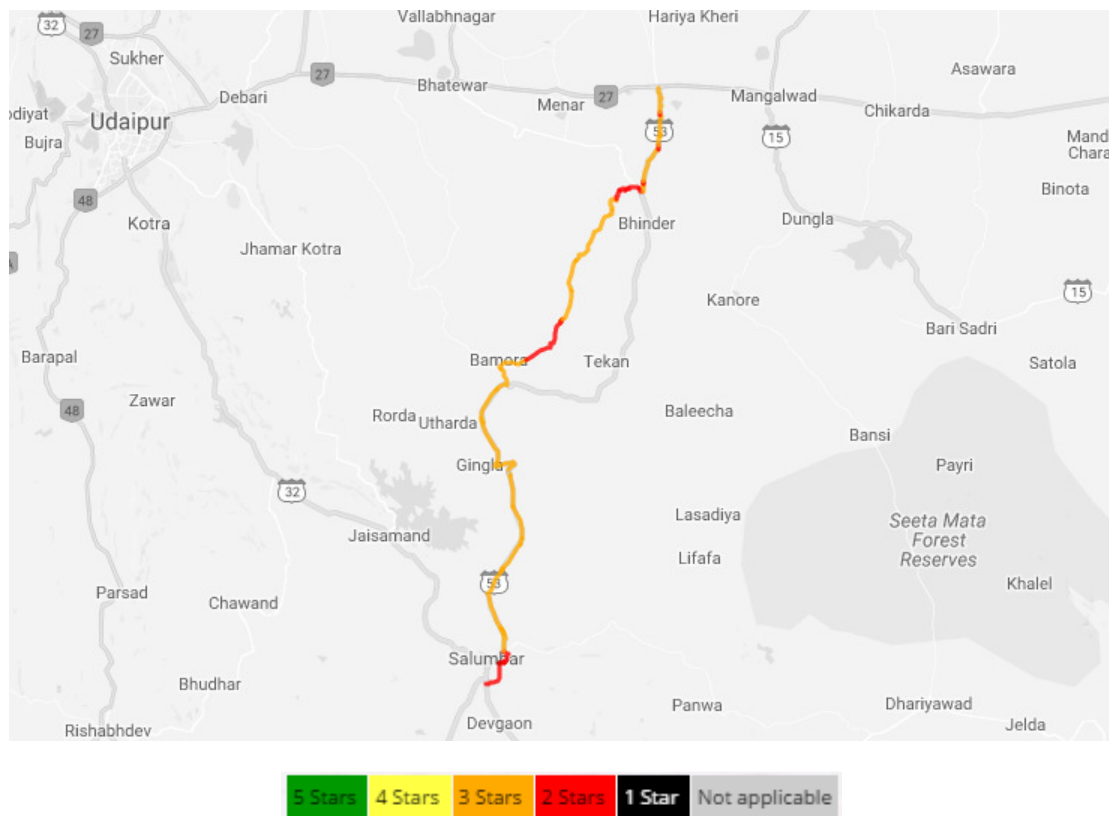 Vallabhnagar
Hariya Kheri
32
27
Sukher
27
Asawara
Debari
Bhatewar
27
Mangalwad
Menar
Chikarda
odiyat
Udaipur
53
15
Bujra
Mand
Chara
48
Binota
Kotra
Bhinder
Dungla
Jhamar Kotra
15
Kanore
Bari Sadri
Barapal
Bamora
Tekan
Satola
Zawar
48
Rorda
Utharda
Baleecha
Bansi
Gingla
Payri
32
Lasadiya
Seeta Mata
Forest
Reserves
Jaisamand
Lifafa
53
Khalel
Parsad
Chawand
Salumbar
Bhudhar
Panwa
Dhariyawad
Devgaon
Jelda
Rishabhdev
5 Stars
4 Stars
3 Stars
2 Stars
1 Star
Not applicable